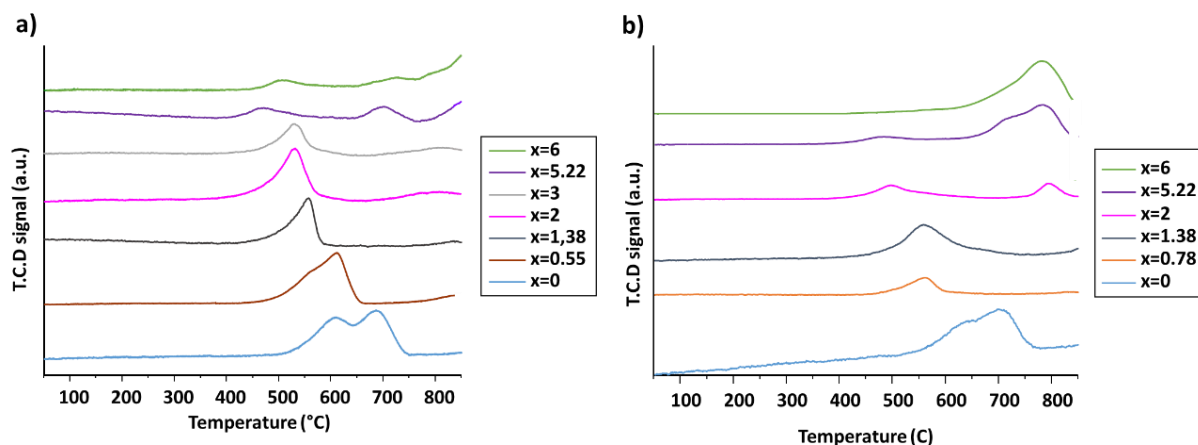 a)
T.C.D signal (a.u.)
x=6
x=5.22
x=3
x=2
x=1,38
x=0.55
x=0
100 200 300 400 500 600 700 800
Temperature (°C)
b)
T.C.D signal (a.u.)
x=6
x=5.22
x=2
x=1.38
x=0.78
x=0
100 200 300 400 500 600 700 800
Temperature (C)